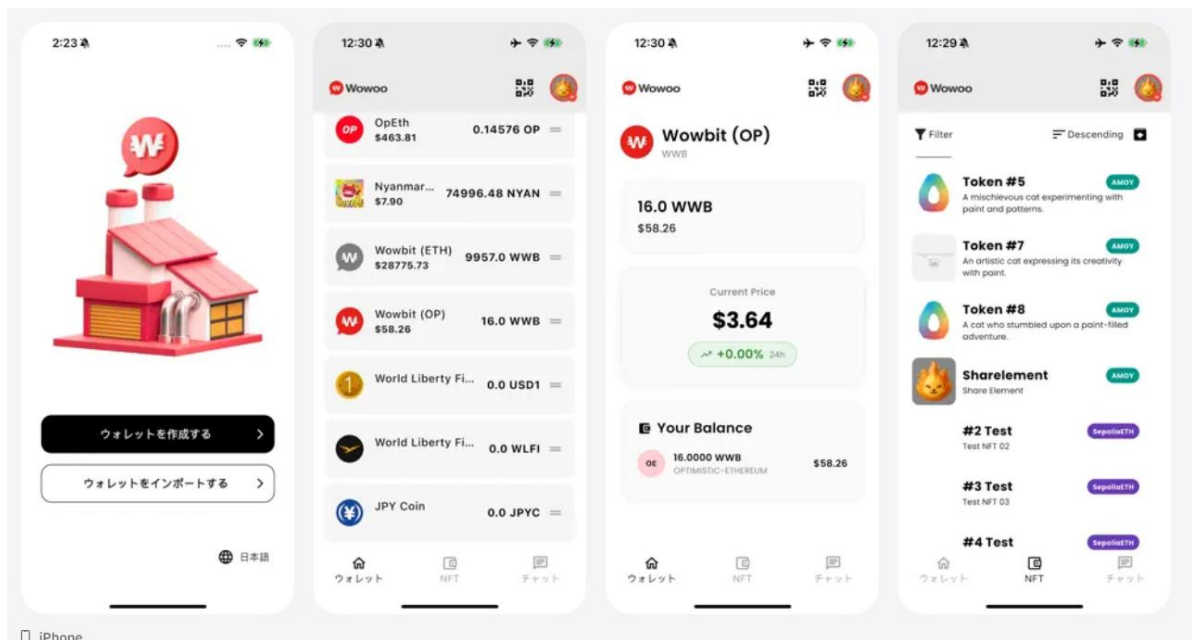 2:23
W
ウォレットを作成する
ウォレットをインポートする
日本語
12:30
Wowoo
OP
OpEth
$463.81
0.14576 OP
Nyanmar...
$7.90
74996.48 NYAN
Wowbit (ETH)
$28775.73
9957.0 WWB
Wowbit (OP)
$58.26
16.0 WWB
World Liberty Fi...
0.0 USD1
World Liberty Fi...
0.0 WLFI
JPY Coin
0.0 JPYC
ウォレット
NFT
チャット
12:30
Wowoo
Wowbit (OP)
WWB
16.0 WWB
$58.26
Current Price
$3.64
+0.00% 24h
Your Balance
OE
16.0000 WWB
OPTIMISTIC-ETHEREUM
$58.26
ウォレット
NFT
チャット
12:29
Wowoo
Filter
Descending
Token #5
AMOY
A mischievous cat experimenting with
paint and patterns.
Token #7
AMOY
An artistic cat expressing its creativity
with paint.
Token #8
AMOY
A cat who stumbled upon a paint-filled
adventure.
Sharelement
AMOY
Share Element
#2 Test
SepoliaETH
Test NFT 02
#3 Test
SepoliaETH
Test NFT 03
#4 Test
SepoliaETH
ウォレット
NFT
チャット
iPhone